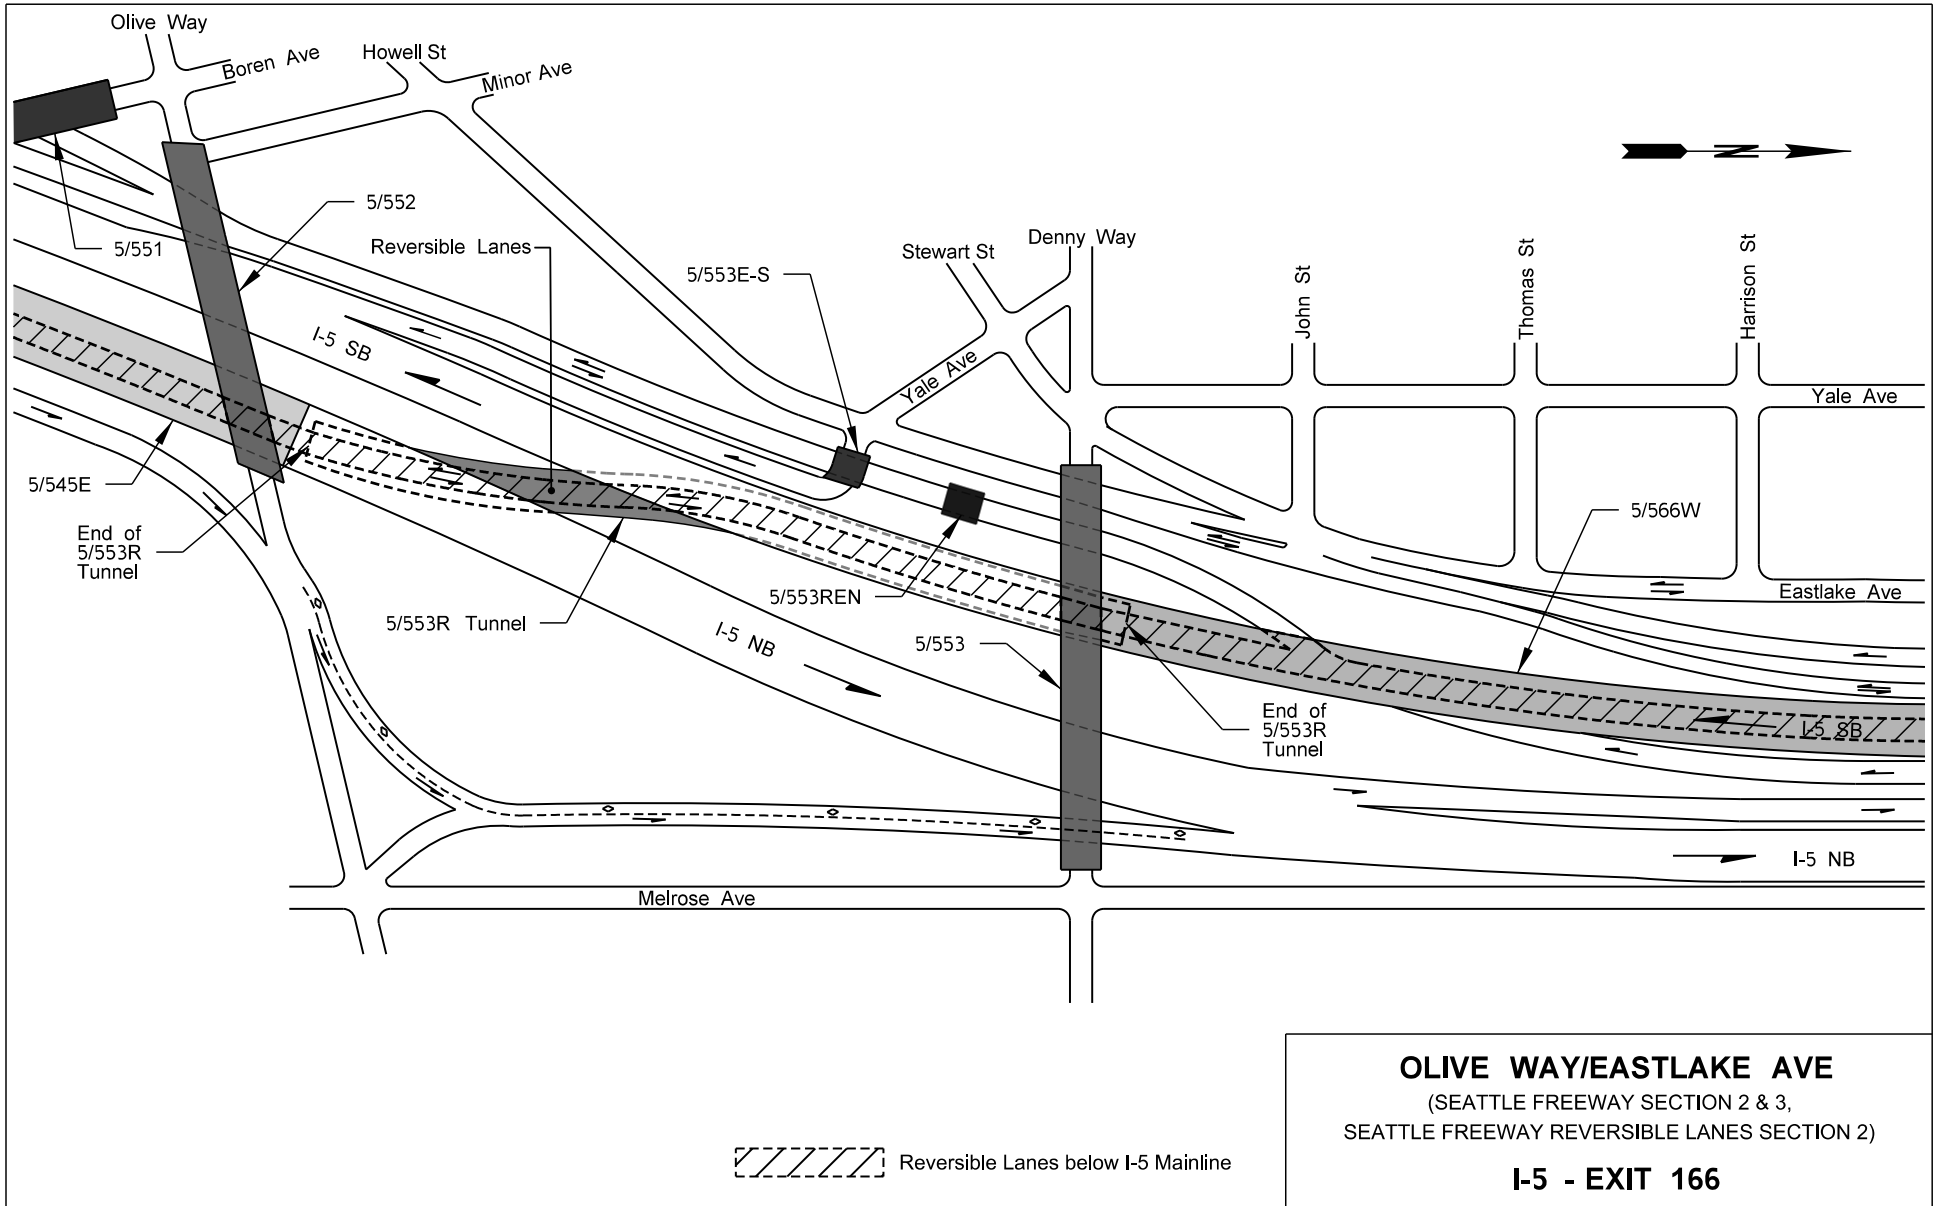 Olive Way
Boren Ave
Howell St
Minor Ave
N
5/552
5/551
Reversible Lanes
5/553E-S
Stewart St
Denny Way
John St
Thomas St
Harrison St
I-5 SB
Yale Ave
Yale Ave
5/545E
End of
5/553R
Tunnel
5/566W
5/553REN
Eastlake Ave
5/553R Tunnel
I-5 NB
5/553
End of
5/553R
Tunnel
I-5 SB
I-5 NB
Melrose Ave
OLIVE WAY/EASTLAKE AVE
(SEATTLE FREEWAY SECTION 2 & 3,
SEATTLE FREEWAY REVERSIBLE LANES SECTION 2)
I-5 - EXIT 166
Reversible Lanes below I-5 Mainline